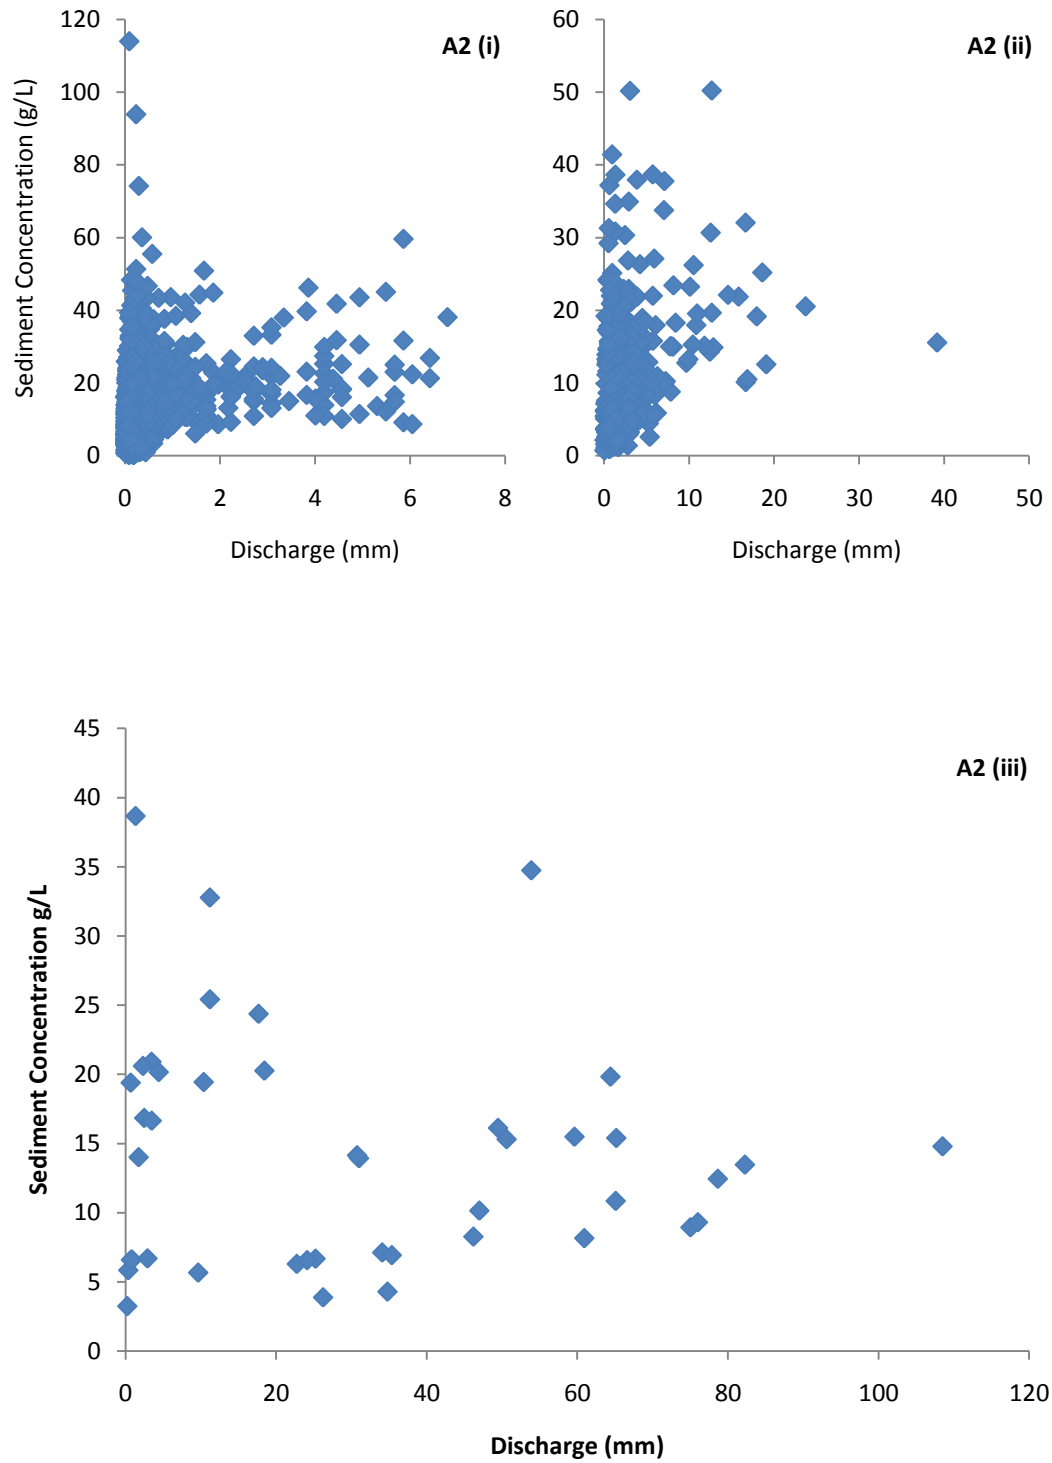 A2 (i)
Sediment Concentration (g/L)
120
100
80
60
40
20
0
0 2 4 6 8
Discharge (mm)
A2 (ii)
60
50
40
30
20
10
0
0 10 20 30 40 50
Discharge (mm)
A2 (iii)
Sediment Concentration g/L
45
40
35
30
25
20
15
10
5
0
0 20 40 60 80 100 120
Discharge (mm)